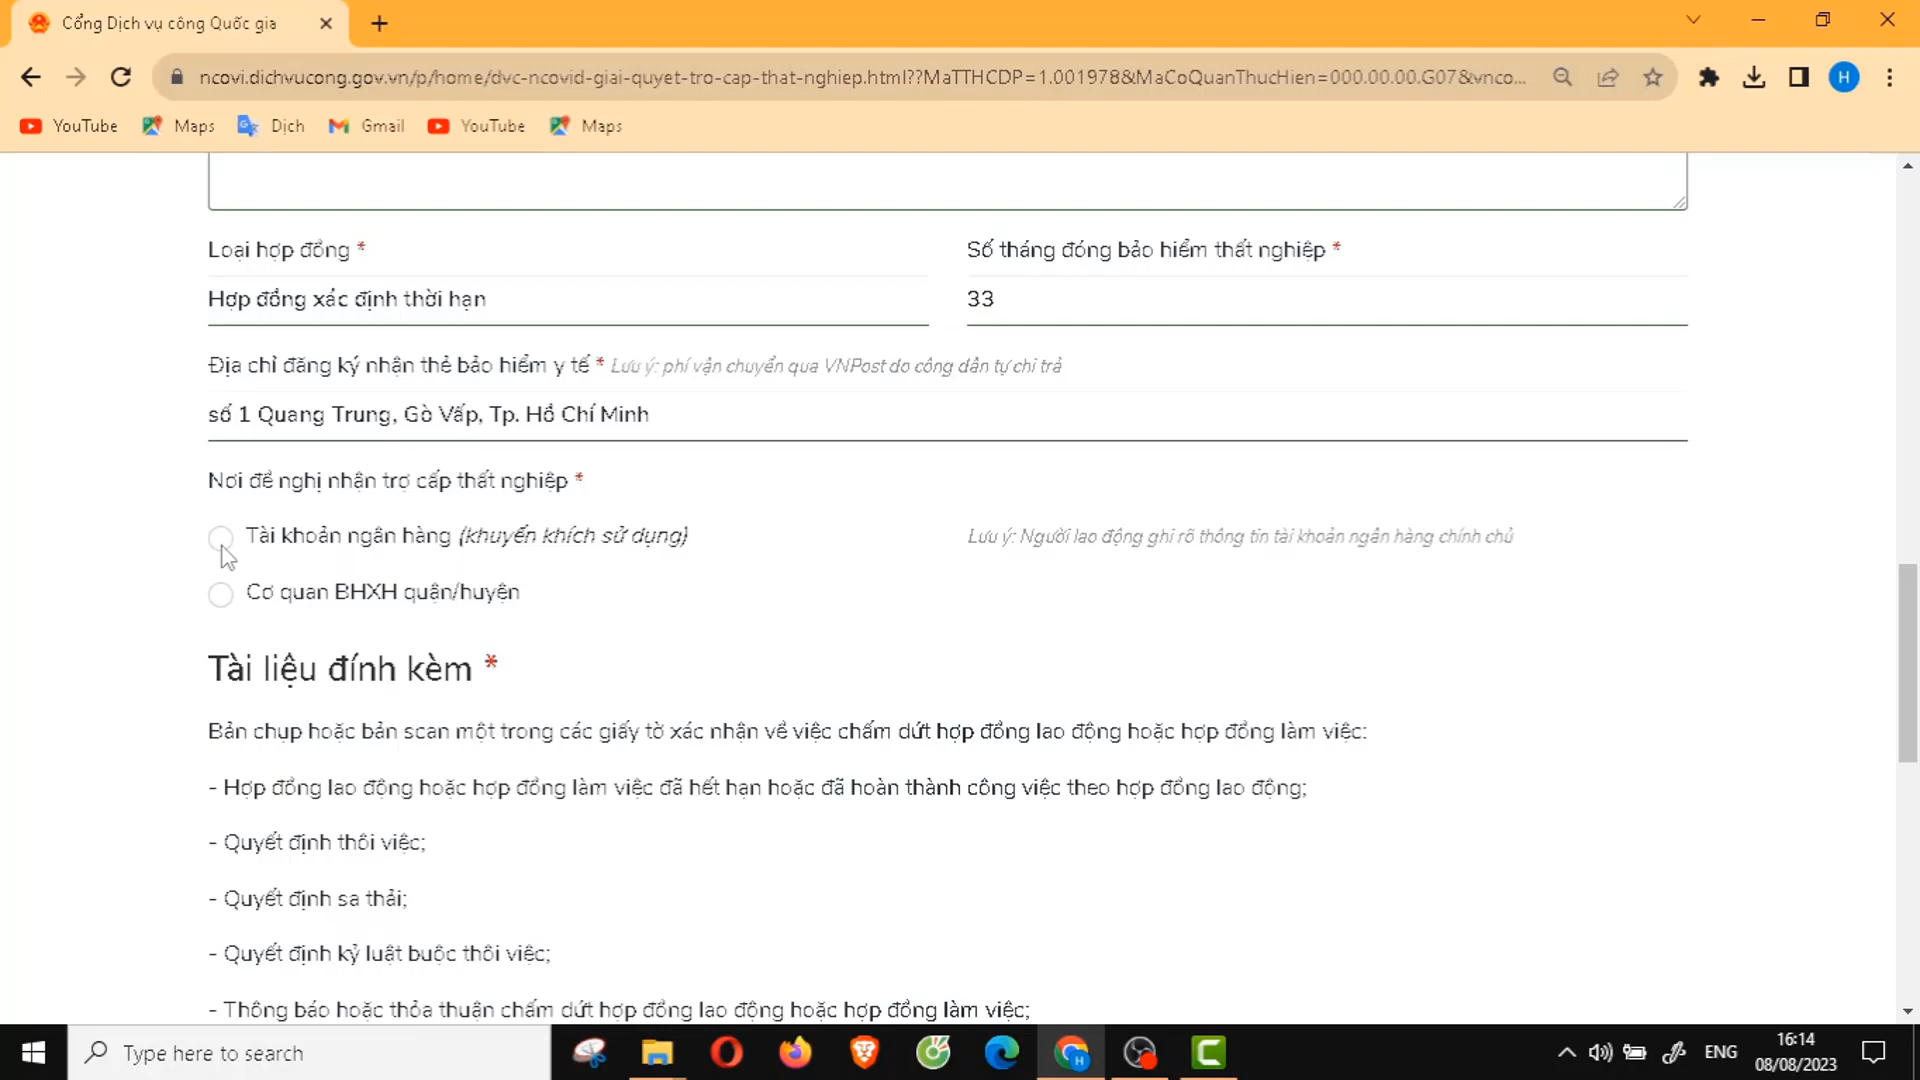 Cổng Dịch vụ công Quốc gia
ncovi.dichvucong.gov.vn/p/home/dvc-ncovid-giai-quyet-tro-cap-that-nghiep.html??MaTTHCDP=1.001978&MaCoQuanThucHien=000.00.00.G07&vnco...
H
YouTube Maps Dịch Gmail YouTube Maps
Loại hợp đồng * Số tháng đóng bảo hiểm thất nghiệp *
Hợp đồng xác định thời hạn 33
Địa chỉ đăng ký nhận thẻ bảo hiểm y tế * Lưu ý: phí vận chuyển qua VNPost do công dân tự chi trả
số 1 Quang Trung, Gò Vấp, Tp. Hồ Chí Minh
Nơi đề nghị nhận trợ cấp thất nghiệp *
Tài khoản ngân hàng (khuyến khích sử dụng) Lưu ý: Người lao động ghi rõ thông tin tài khoản ngân hàng chính chủ
Cơ quan BHXH quận/huyện
Tài liệu đính kèm *
Bản chụp hoặc bản scan một trong các giấy tờ xác nhận về việc chấm dứt hợp đồng lao động hoặc hợp đồng làm việc:
- Hợp đồng lao động hoặc hợp đồng làm việc đã hết hạn hoặc đã hoàn thành công việc theo hợp đồng lao động;
- Quyết định thôi việc;
- Quyết định sa thải;
- Quyết định kỷ luật buộc thôi việc;
- Thông báo hoặc thỏa thuận chấm dứt hợp đồng lao động hoặc hợp đồng làm việc;
Type here to search
ENG
16:14
08/08/2023